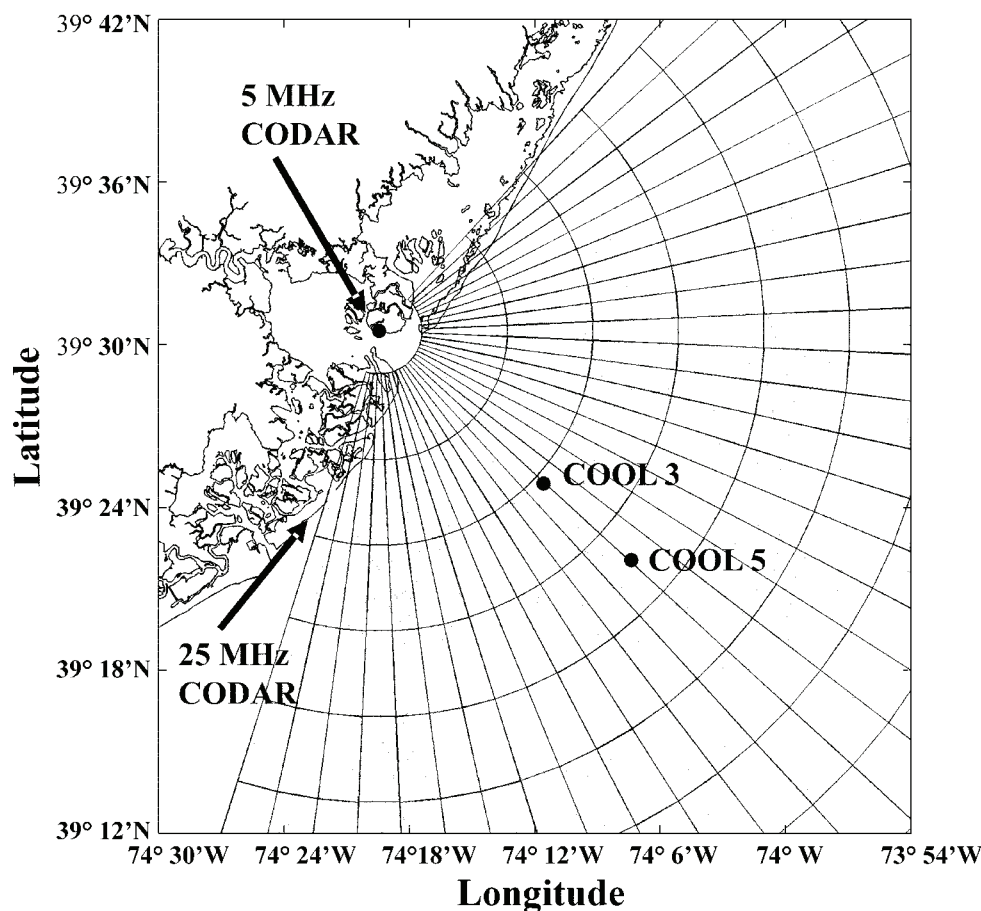 39° 42’N
39° 36’N
39° 30’N
39° 24’N
39° 18’N
39° 12’N
Latitude
5 MHz
CODAR
COOL 3
COOL 5
25 MHz
CODAR
74° 30’W
74° 24’W
74° 18’W
74° 12’W
74° 6’W
74° W
73° 54’W
Longitude